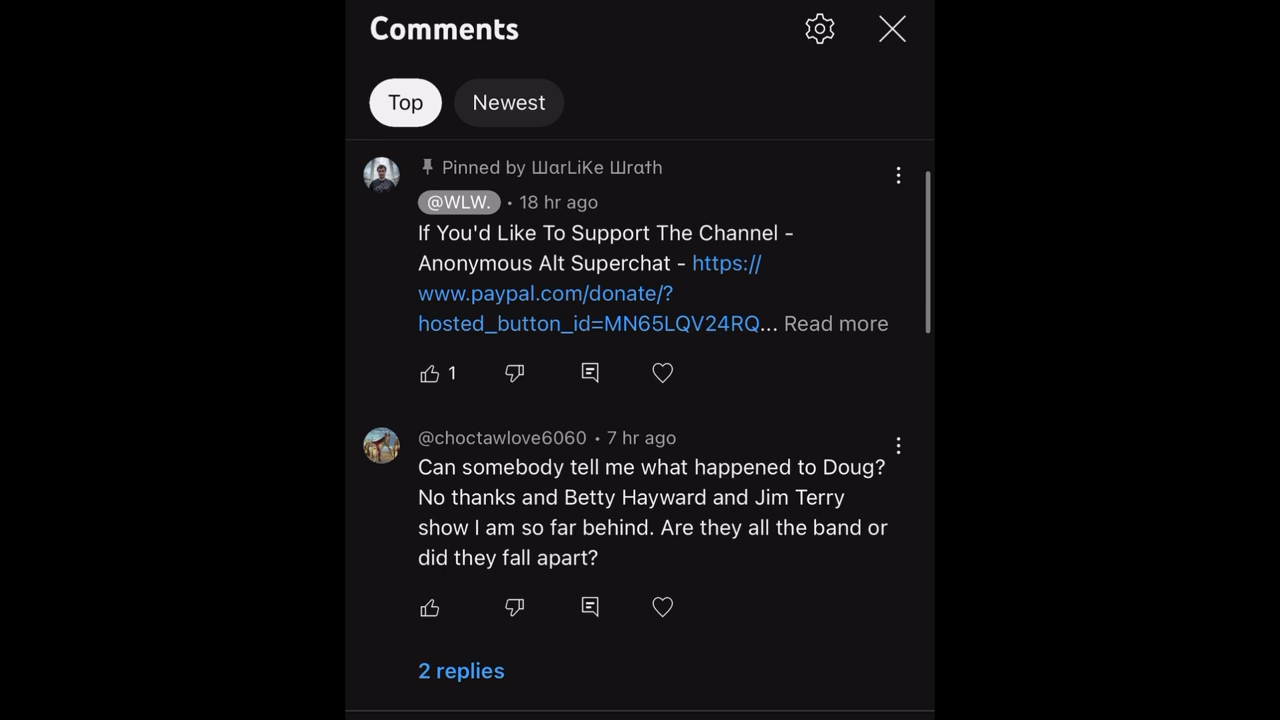 Comments
Top
Newest
Pinned by ШarLiKe Шrath
@WLW. • 18 hr ago
If You'd Like To Support The Channel -
Anonymous Alt Superchat - https://
www.paypal.com/donate/?
hosted_button_id=MN65LQV24RQ... Read more
1
@choctawlove6060 • 7 hr ago
Can somebody tell me what happened to Doug?
No thanks and Betty Hayward and Jim Terry
show I am so far behind. Are they all the band or
did they fall apart?
2 replies